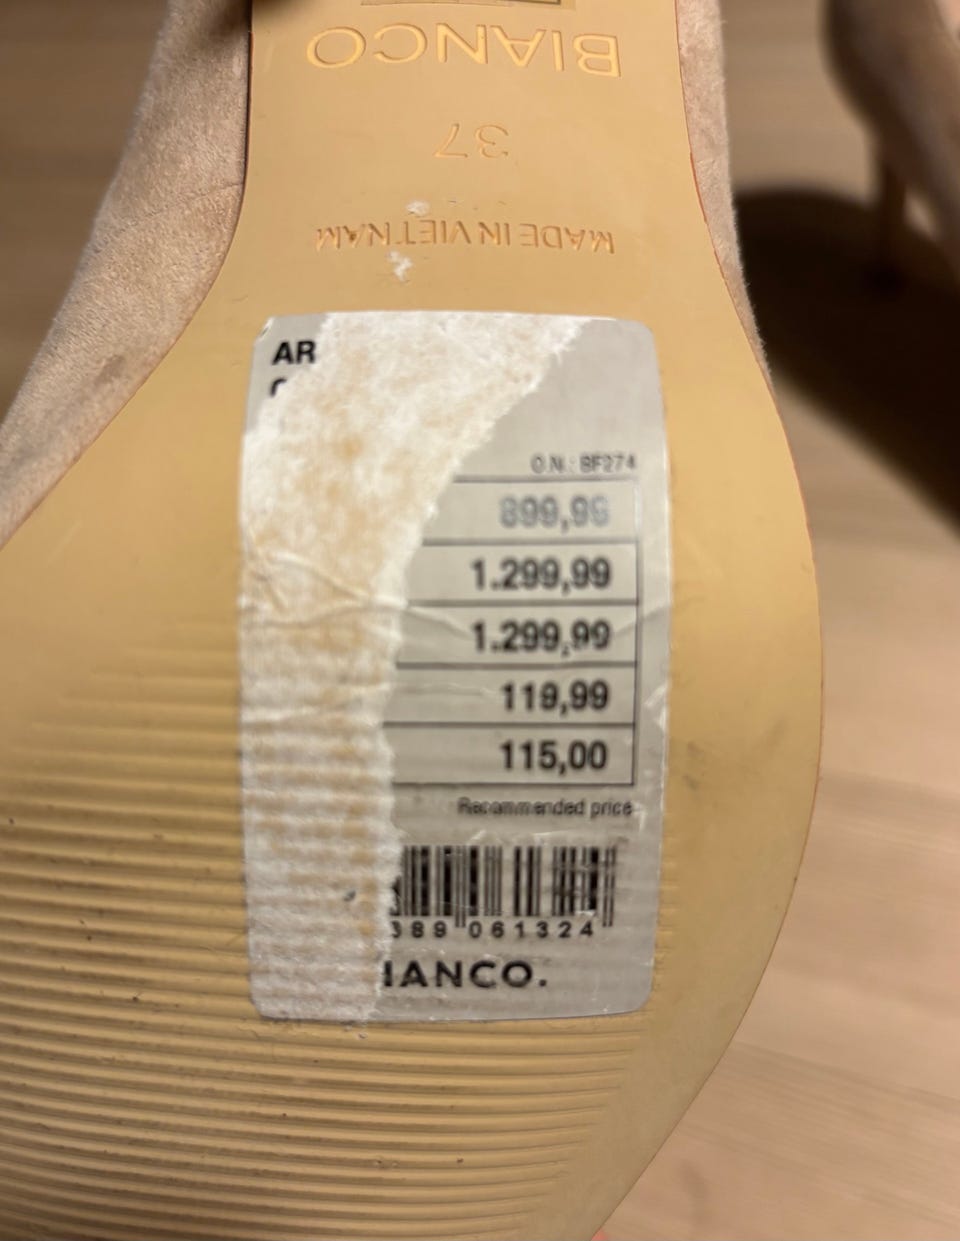 BIANCO
37
MADE IN VIETNAM
AR
O.N.: BF274
899,99
1.299,99
1.299,99
119,99
115,00
Recommended price
389 061324
IANCO.